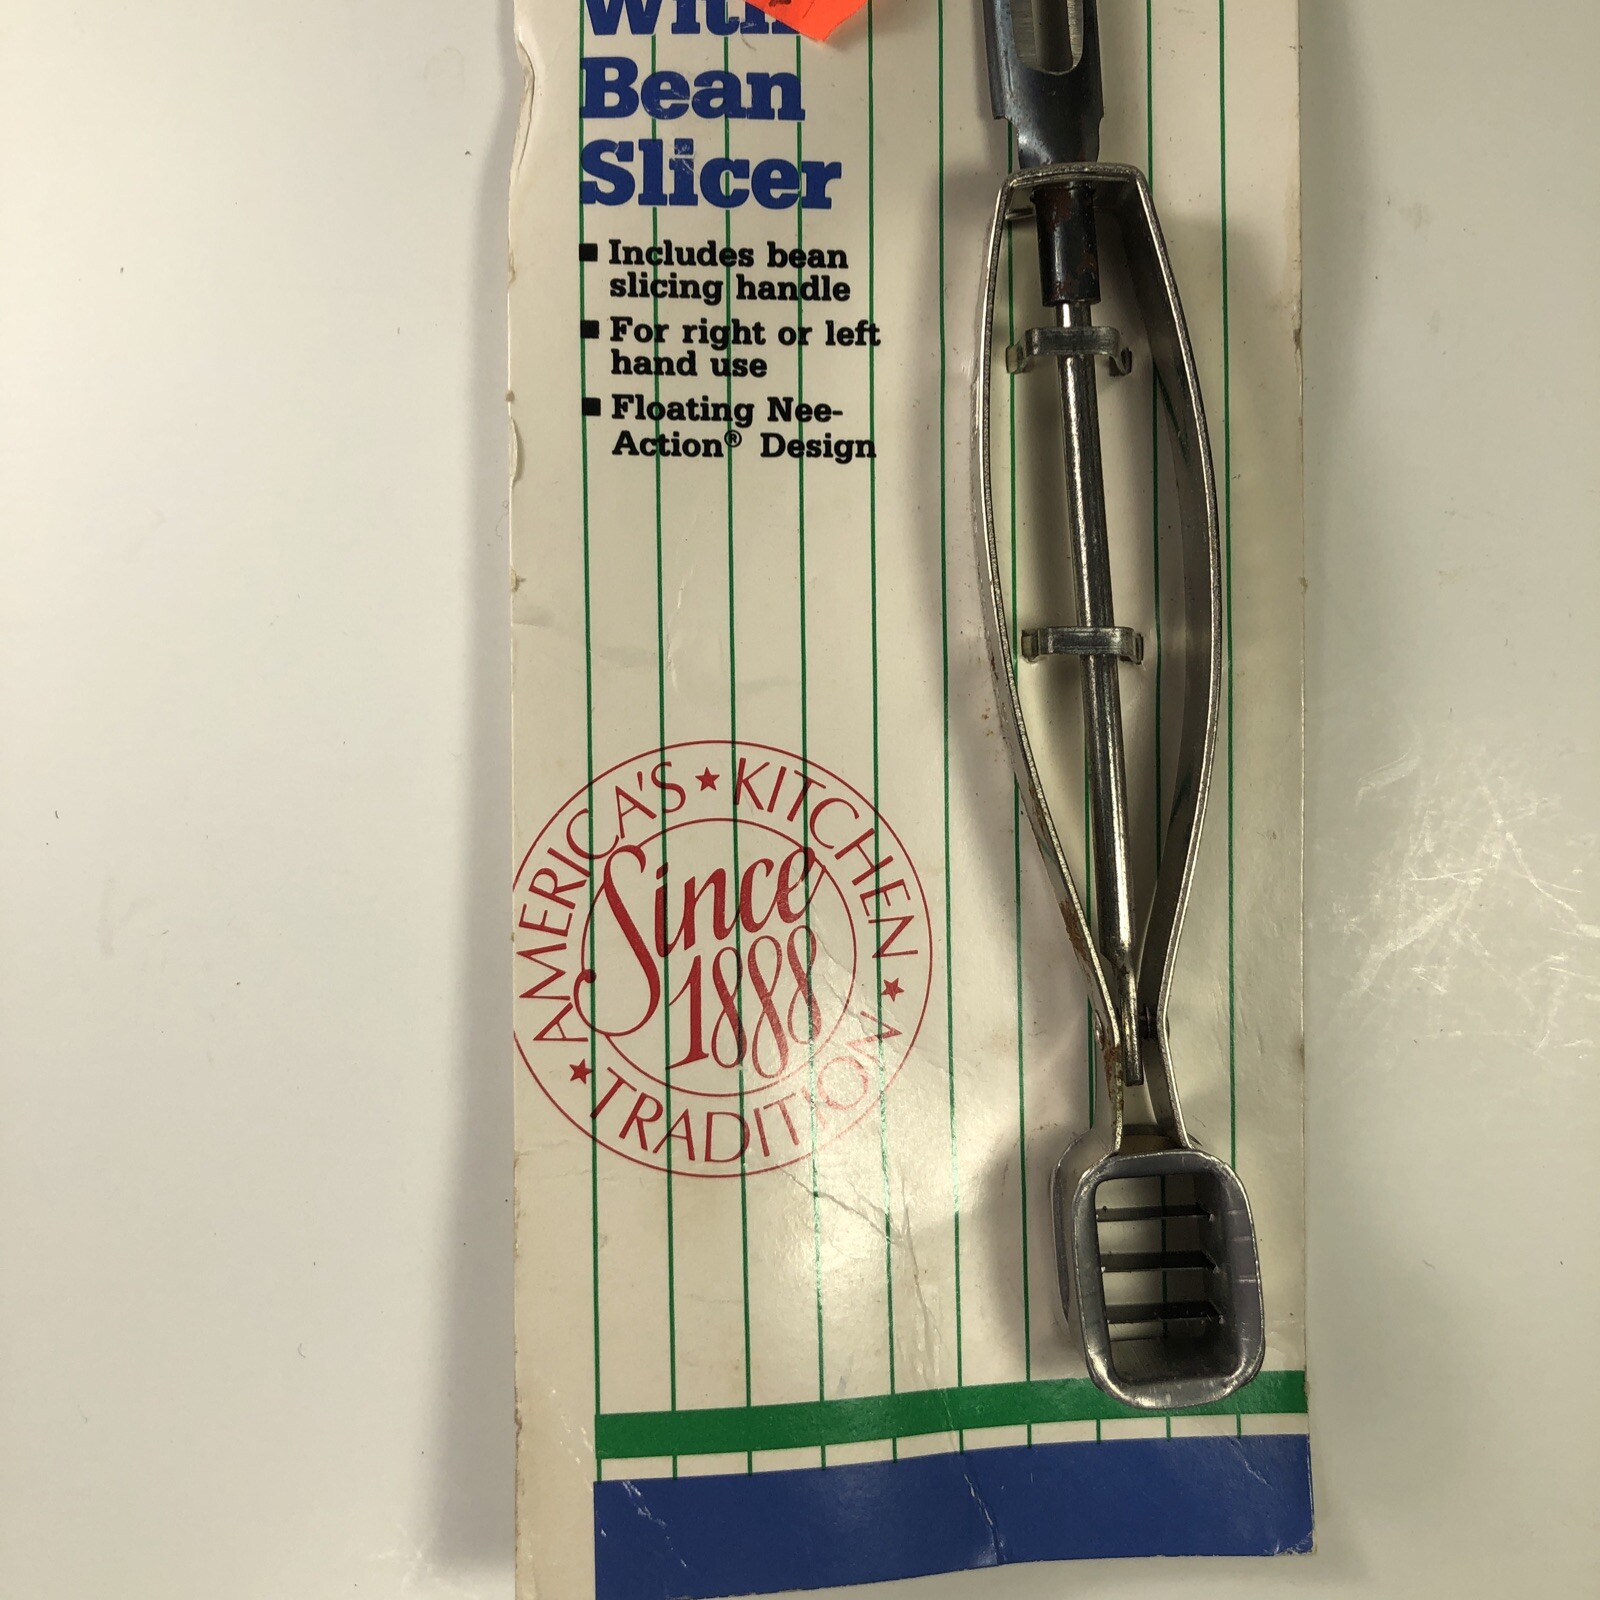 With
Bean
Slicer
■ Includes bean
slicing handle
■ For right or left
hand use
■ Floating Nee-
Action® Design
AMERICA'S ★ KITCHEN ★ TRADITION ★
Since
1888